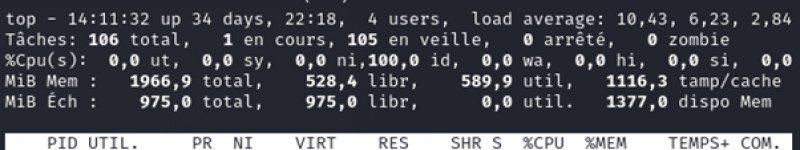 top - 14:11:32 up 34 days, 22:18,  4 users,  load average: 10,43, 6,23, 2,84
Tâches: 106 total,   1 en cours, 105 en veille,   0 arrêté,   0 zombie
%Cpu(s):  0,0 ut,  0,0 sy,  0,0 ni,100,0 id,  0,0 wa,  0,0 hi,  0,0 si,  0,0
MiB Mem :   1966,9 total,    528,4 libr,    589,9 util,   1116,3 tamp/cache
MiB Éch :    975,0 total,    975,0 libr,      0,0 util.   1377,0 dispo Mem
PID UTIL.     PR  NI    VIRT    RES    SHR S  %CPU  %MEM    TEMPS+ COM.